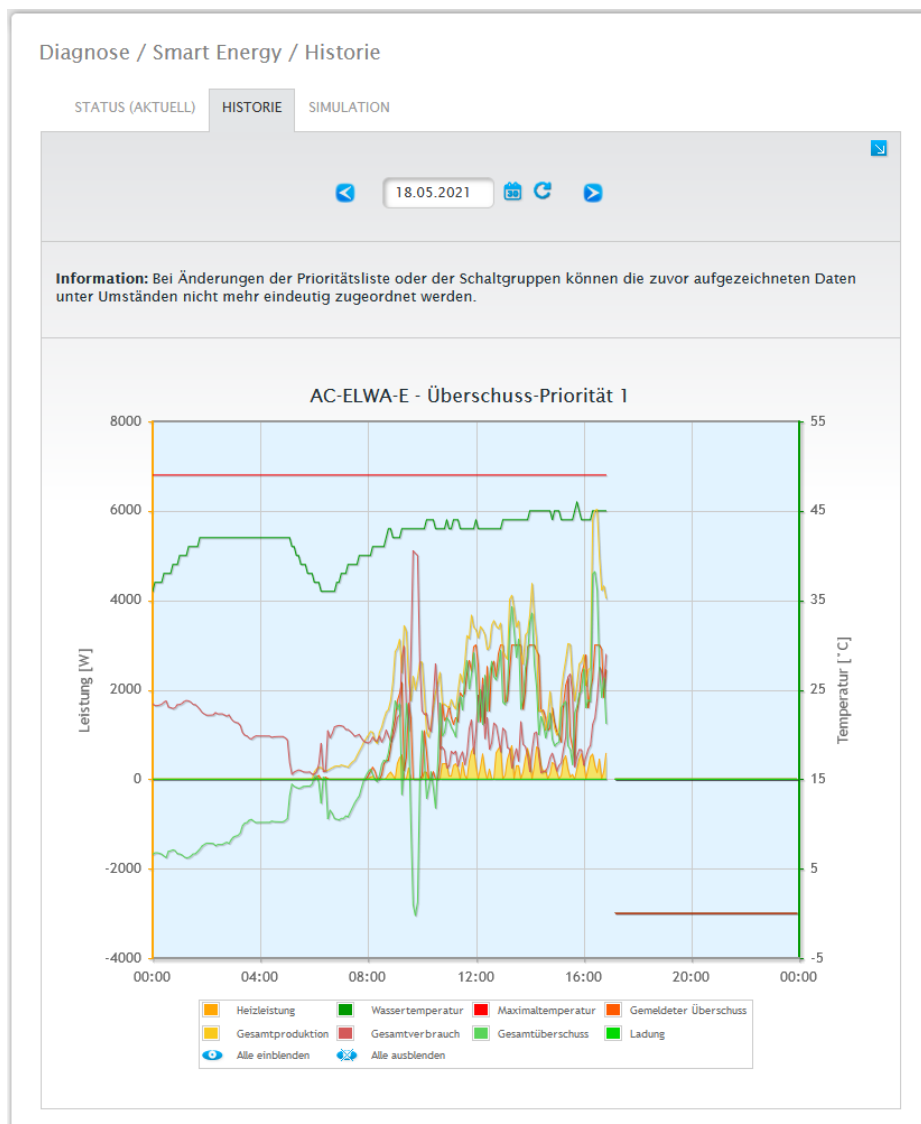 Diagnose / Smart Energy / Historie
STATUS (AKTUELL) HISTORIE SIMULATION
18.05.2021 30
Information: Bei Änderungen der Prioritätsliste oder der Schaltgruppen können die zuvor aufgezeichneten Daten
unter Umständen nicht mehr eindeutig zugeordnet werden.
AC-ELWA-E - Überschuss-Priorität 1
8000 55
6000 45
4000 35
Leistung [W] Temperatur [°C]
2000 25
0 15
-2000 5
-4000 -5
00:00 04:00 08:00 12:00 16:00 20:00 00:00
Heizleistung Wassertemperatur Maximaltemperatur Gemeldeter Überschuss
Gesamtproduktion Gesamtverbrauch Gesamtüberschuss Ladung
Alle einblenden Alle ausblenden